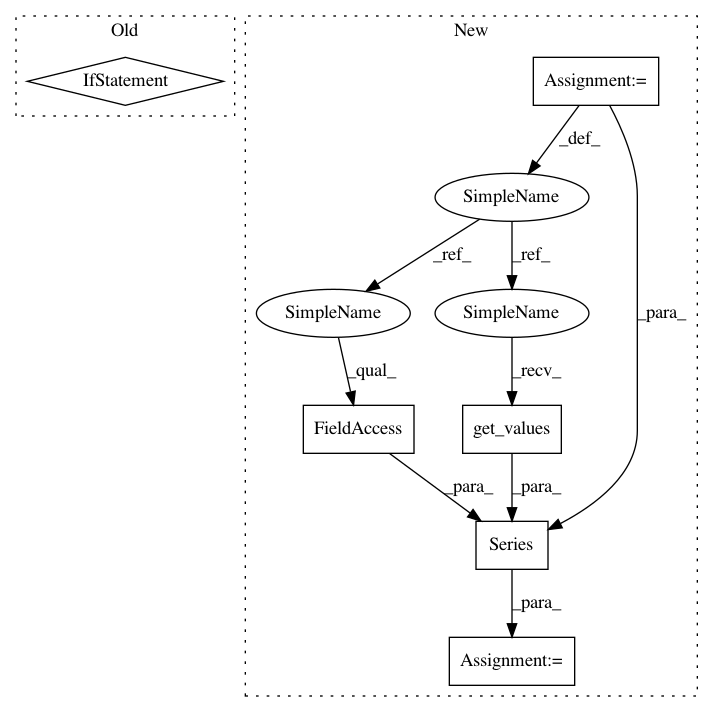 Old
New
IfStatement
Assignment:=
_def_
SimpleName
_ref_
_ref_
SimpleName
SimpleName
_para_
_qual_
_recv_
FieldAccess
get_values
_para_
_para_
Series
_para_
Assignment:=